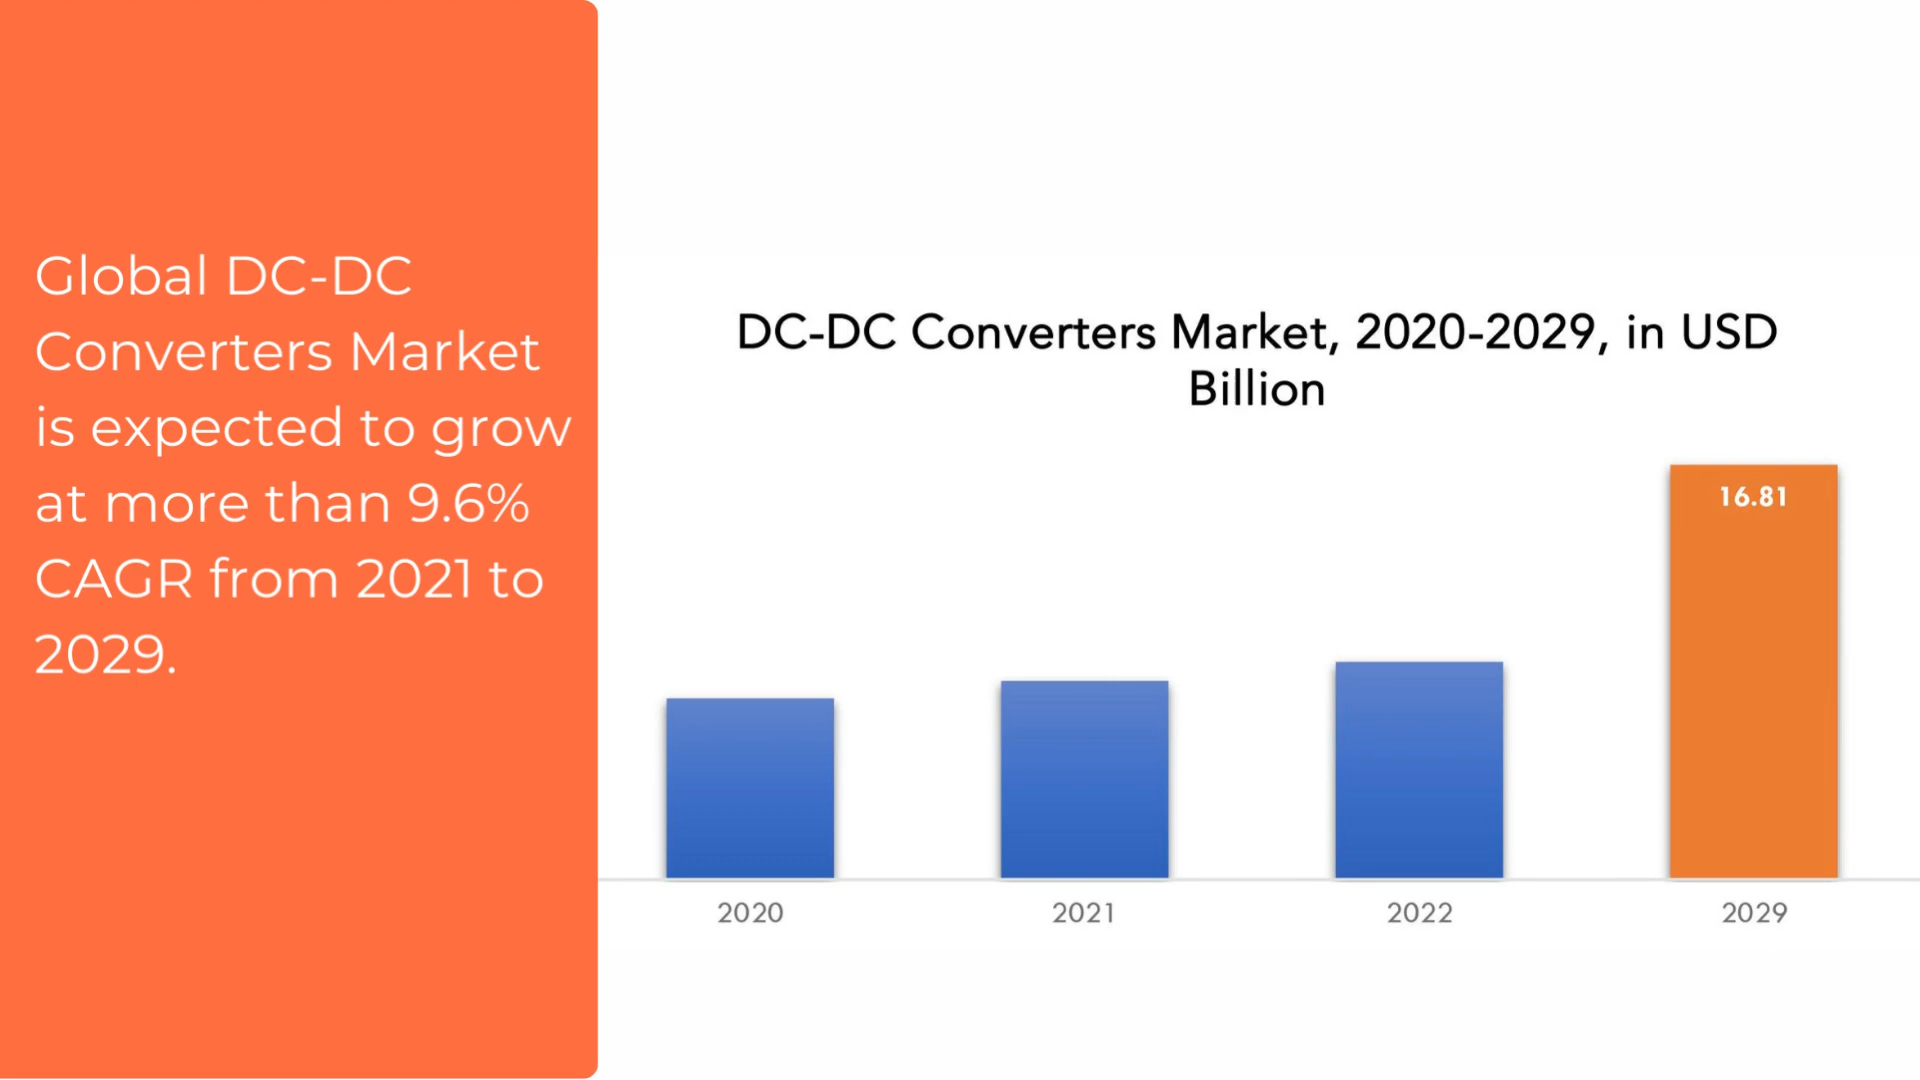 Global DC-DC
Converters Market
is expected to grow
at more than 9.6%
CAGR from 2021 to
2029.
DC-DC Converters Market, 2020-2029, in USD
Billion
16.81
2020
2021
2022
2029